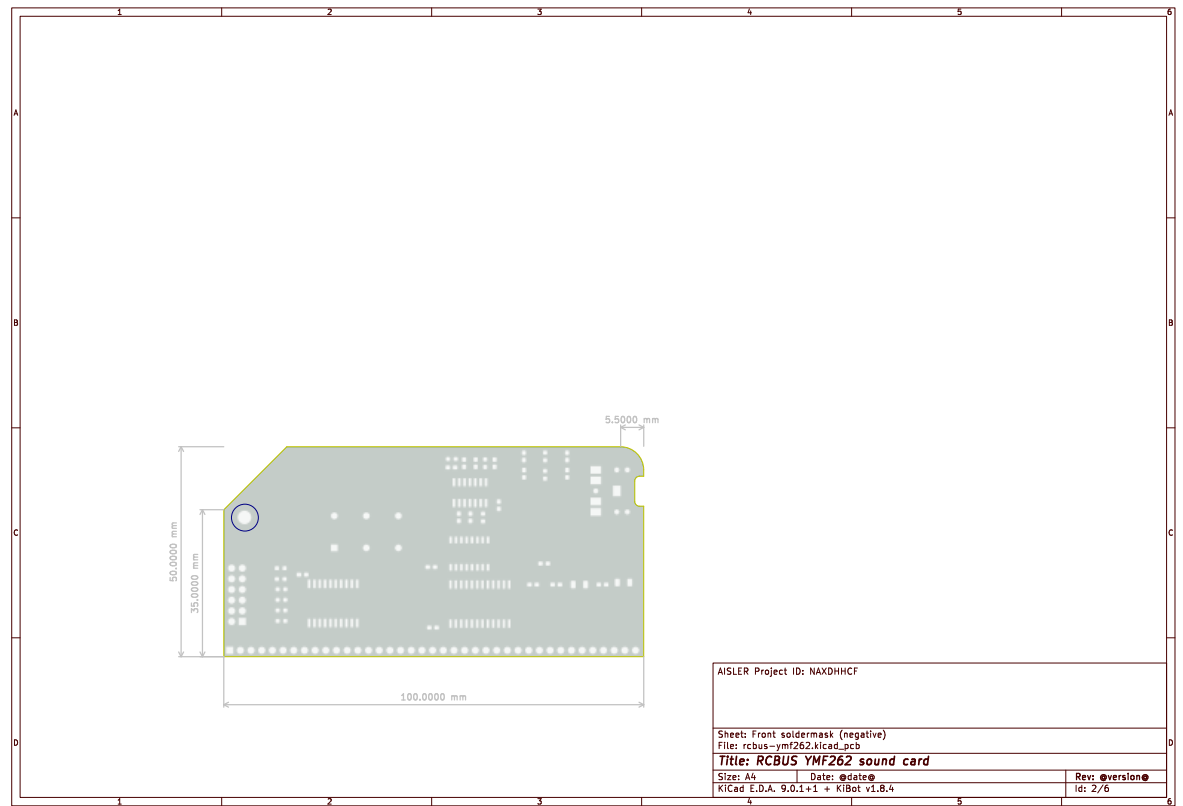 1 2 3 4 5 6
A A
5.5000 mm
B B
50.0000 mm
35.0000 mm
C C
100.0000 mm
AISLER Project ID: NAXDHHCF
Sheet: Front soldermask (negative)
File: rcbus-ymf262.kicad_pcb
Title: RCBUS YMF262 sound card
Size: A4 Date: @date@ Rev: @version@
KiCad E.D.A. 9.0.1+1 + KiBot v1.8.4 Id: 2/6
D D
1 2 3 4 5 6